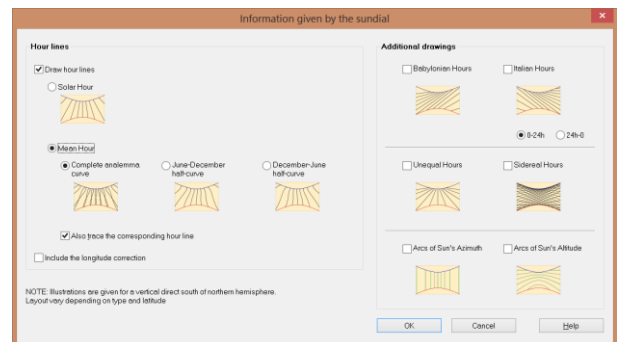 Information given by the sundial
Hour lines
Draw hour lines
Solar Hour
Mean Hour
Complete analemma
curve
June-December
half-curve
December-June
half-curve
Also trace the corresponding hour line
Include the longitude correction
NOTE: Illustrations are given for a vertical direct south of northern hemisphere.
Layout vary depending on type and latitude
Additional drawings
Babylonian Hours
Italian Hours
0-24h
24h-0
Unequal Hours
Sidereal Hours
Arcs of Sun's Azimuth
Arcs of Sun's Altitude
OK
Cancel
Help